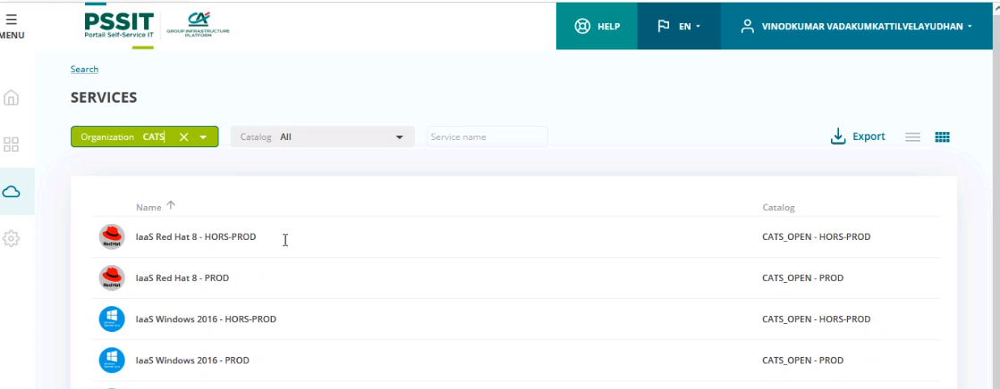 MENU
PSSIT
Portail Self-Service IT
CA
GROUP INFRASTRUCTURE
PLATFORM
HELP
EN
VINODKUMAR VADAKUMKATTILVELAYUDHAN
Search
SERVICES
Organization CATS
Catalog All
Service name
Export
Name Catalog
RedHat IaaS Red Hat 8 - HORS-PROD CATS_OPEN - HORS-PROD
RedHat IaaS Red Hat 8 - PROD CATS_OPEN - PROD
IaaS Windows 2016 - HORS-PROD CATS_OPEN - HORS-PROD
IaaS Windows 2016 - PROD CATS_OPEN - PROD